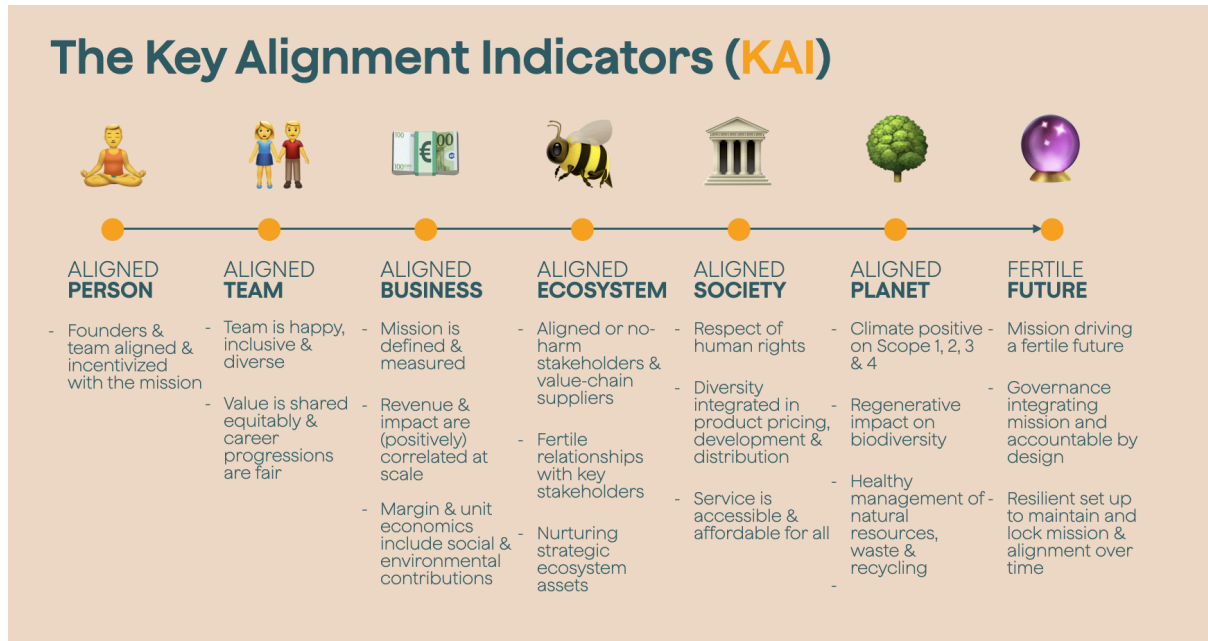 The Key Alignment Indicators (KAI)
100
€
00
ALIGNED
PERSON
- Founders &
team aligned &
incentivized
with the mission
ALIGNED
TEAM
- Team is happy,
inclusive &
diverse
- Value is shared
equitably &
career
progressions
are fair
ALIGNED
BUSINESS
- Mission is
defined &
measured
- Revenue &
impact are
(positively)
correlated at
scale
- Margin & unit
economics
include social &
environmental
contributions
ALIGNED
ECOSYSTEM
- Aligned or no-
harm
stakeholders &
value-chain
suppliers
- Fertile
relationships
with key
stakeholders
- Nurturing
strategic
ecosystem
assets
ALIGNED
SOCIETY
- Respect of
human rights
- Diversity
integrated in
product pricing,
development &
distribution
- Service is
accessible &
affordable for all
ALIGNED
PLANET
- Climate positive
on Scope 1, 2, 3
& 4
- Regenerative
impact on
biodiversity
- Healthy
management of
natural
resources,
waste &
recycling
-
FERTILE
FUTURE
- Mission driving
a fertile future
- Governance
integrating
mission and
accountable by
design
- Resilient set up
to maintain and
lock mission &
alignment over
time